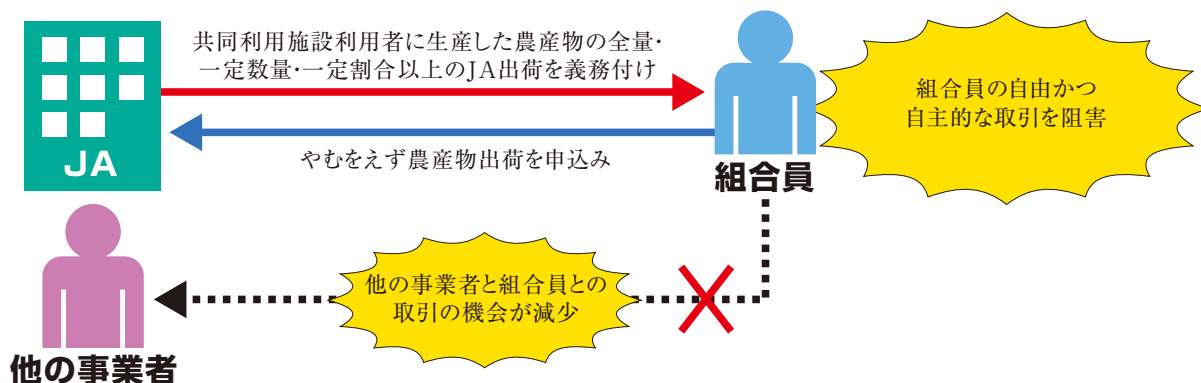 共同利用施設利用者に生産した農産物の全量・
一定数量・一定割合以上のJA出荷を義務付け
組合員の自由かつ
自主的な取引を阻害
JA
やむをえず農産物出荷を申込み
組合員
他の事業者と組合員との
取引の機会が減少
他の事業者